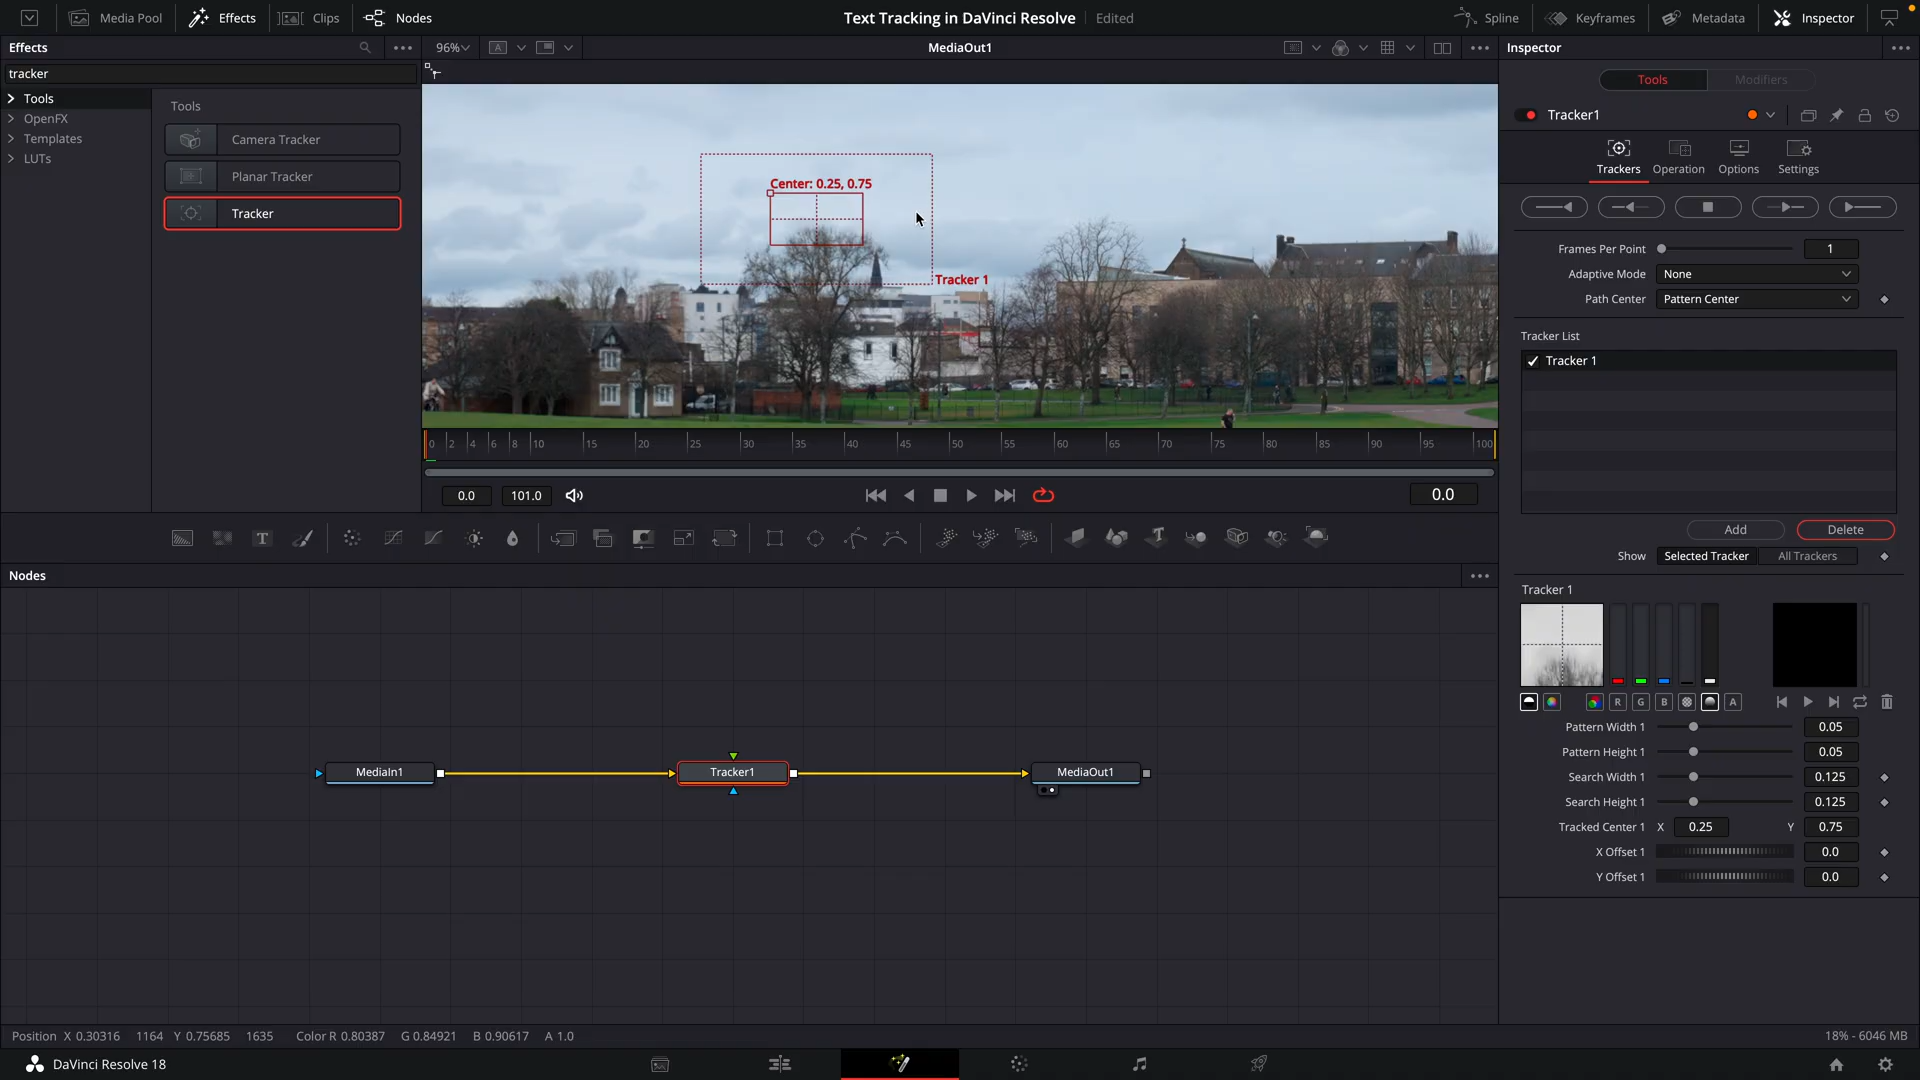 Media Pool
Effects
Clips
Nodes
Text Tracking in DaVinci Resolve
Edited
Spline
Keyframes
Metadata
Inspector
Effects
96%
A
MediaOut1
Inspector
tracker
Tools
OpenFX
Templates
LUTs
Tools
Camera Tracker
Planar Tracker
Tracker
Center: 0.25, 0.75
Tracker 1
0 2 4 6 8 10 15 20 25 30 35 40 45 50 55 60 65 70 75 80 85 90 95 100
0.0
101.0
0.0
Tools
Modifiers
Tracker1
Trackers
Operation
Options
Settings
Frames Per Point
1
Adaptive Mode
None
Path Center
Pattern Center
Tracker List
Tracker 1
Add
Delete
Show
Selected Tracker
All Trackers
Tracker 1
R
G
B
A
Pattern Width 1
0.05
Pattern Height 1
0.05
Search Width 1
0.125
Search Height 1
0.125
Tracked Center 1
X
0.25
Y
0.75
X Offset 1
0.0
Y Offset 1
0.0
T
T
Nodes
MediaIn1
Tracker1
MediaOut1
Position X 0.30316 1164 Y 0.75685 1635 Color R 0.80387 G 0.84921 B 0.90617 A 1.0
18% - 6046 MB
DaVinci Resolve 18